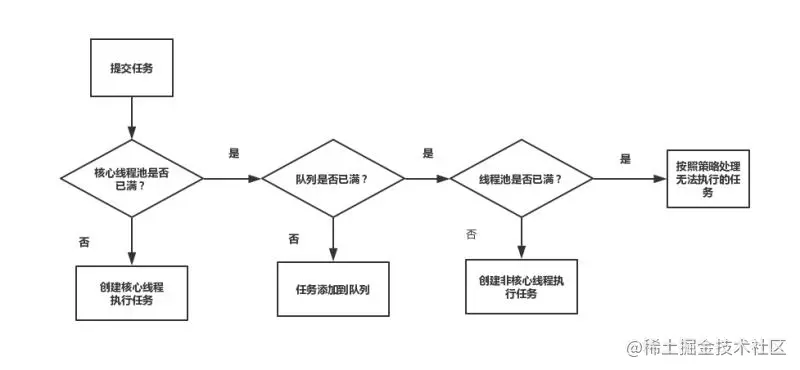 提交任务
核心线程池是否
已满？
是
队列是否已满？
是
线程池是否已满？
是
按照策略处理
无法执行的任
务
否
创建核心线程
执行任务
否
任务添加到队列
否
创建非核心线程执
行任务
@稀土掘金技术社区